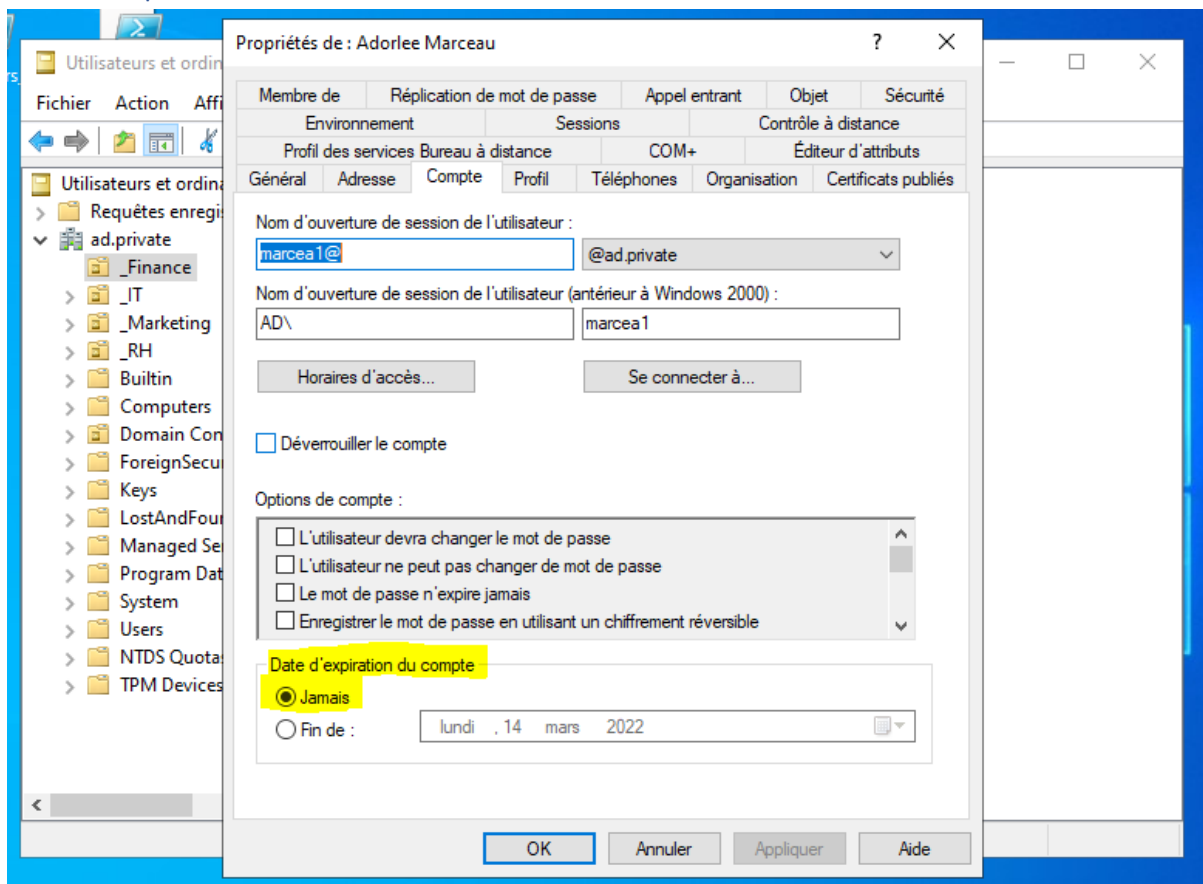 Propriétés de : Adorlee Marceau
?
Utilisateurs et ordin
Fichier Action Affi
Membre de Réplication de mot de passe Appel entrant Objet Sécurité
Environnement Sessions Contrôle à distance
Profil des services Bureau à distance COM+ Éditeur d'attributs
Général Adresse Compte Profil Téléphones Organisation Certificats publiés
Utilisateurs et ordina
Requêtes enregi
ad.private
_Finance
_IT
_Marketing
_RH
Builtin
Computers
Domain Con
ForeignSecu
Keys
LostAndFou
Managed Se
Program Dat
System
Users
NTDS Quota
TPM Devices
Nom d'ouverture de session de l'utilisateur :
marcea1@ @ad.private
Nom d'ouverture de session de l'utilisateur (antérieur à Windows 2000) :
AD\ marcea1
Horaires d'accès... Se connecter à...
Déverrouiller le compte
Options de compte :
L'utilisateur devra changer le mot de passe
L'utilisateur ne peut pas changer de mot de passe
Le mot de passe n'expire jamais
Enregistrer le mot de passe en utilisant un chiffrement réversible
Date d'expiration du compte
Jamais
Fin de : lundi , 14 mars 2022
OK Annuler Appliquer Aide